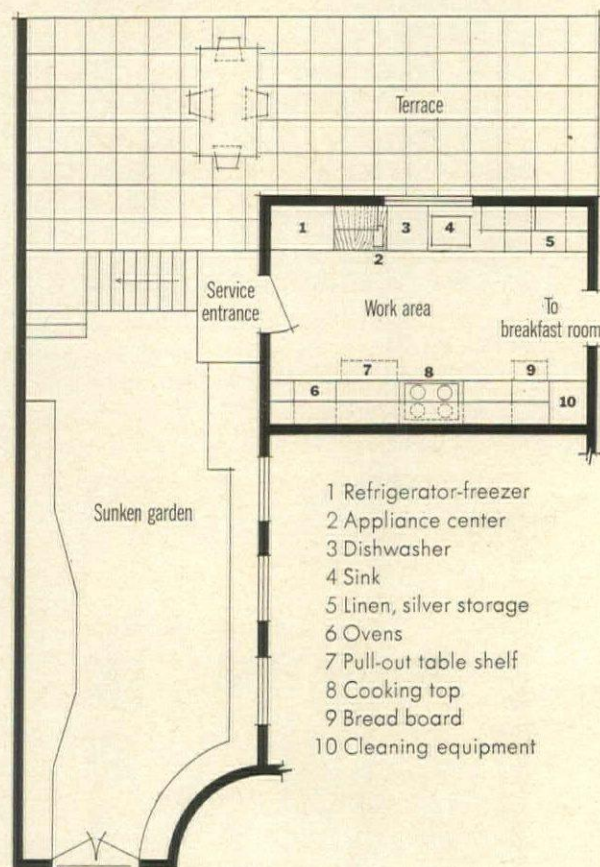 Terrace
1
2
3
4
5
Service
entrance
Work area
To
breakfast room
6
7
8
9
10
Sunken garden
1 Refrigerator-freezer
2 Appliance center
3 Dishwasher
4 Sink
5 Linen, silver storage
6 Ovens
7 Pull-out table shelf
8 Cooking top
9 Bread board
10 Cleaning equipment